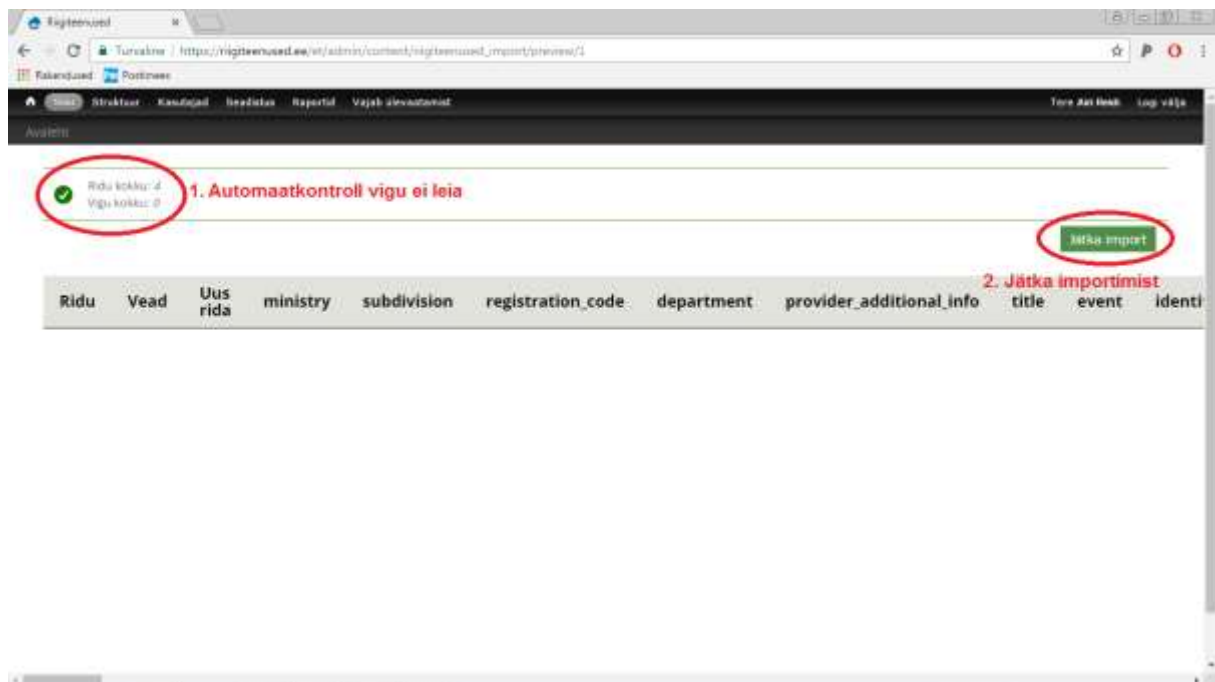 Riigiteenused
Turvaline | https://riigiteenused.ee/et/admin/content/riigiteenused_import/preview/1
Rakendused Postimees
Struktuur Kasutajad Seadistus Raportid Vajab ülevaatamist Tere Logi välja
Avaleht
Ridu kokku: 4
Vigu kokku: 0
1. Automaatkontroll vigu ei leia
Jätka import
2. Jätka importimist
Ridu Vead Uus rida ministry subdivision registration_code department provider_additional_info title event identi